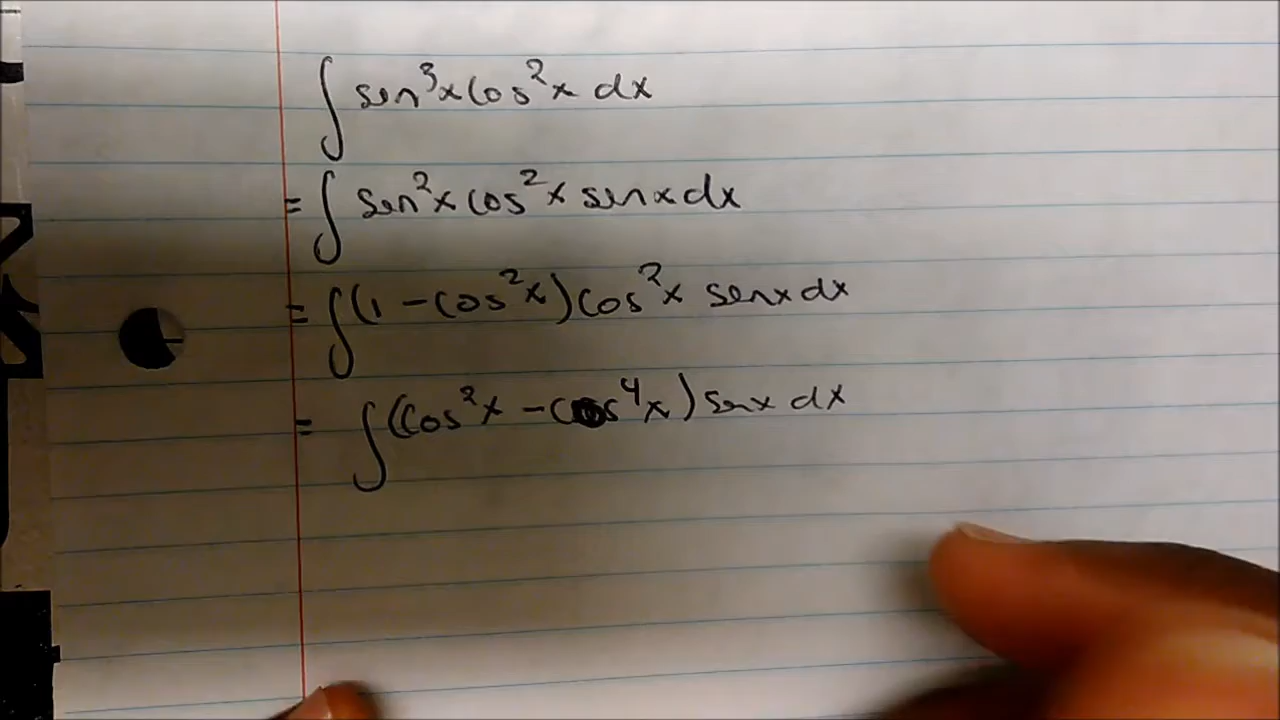 ∫ sen³x cos²x dx
= ∫ sen²x cos²x senx dx
= ∫ (1 - cos²x) cos²x senx dx
= ∫ (cos²x - cos⁴x) senx dx